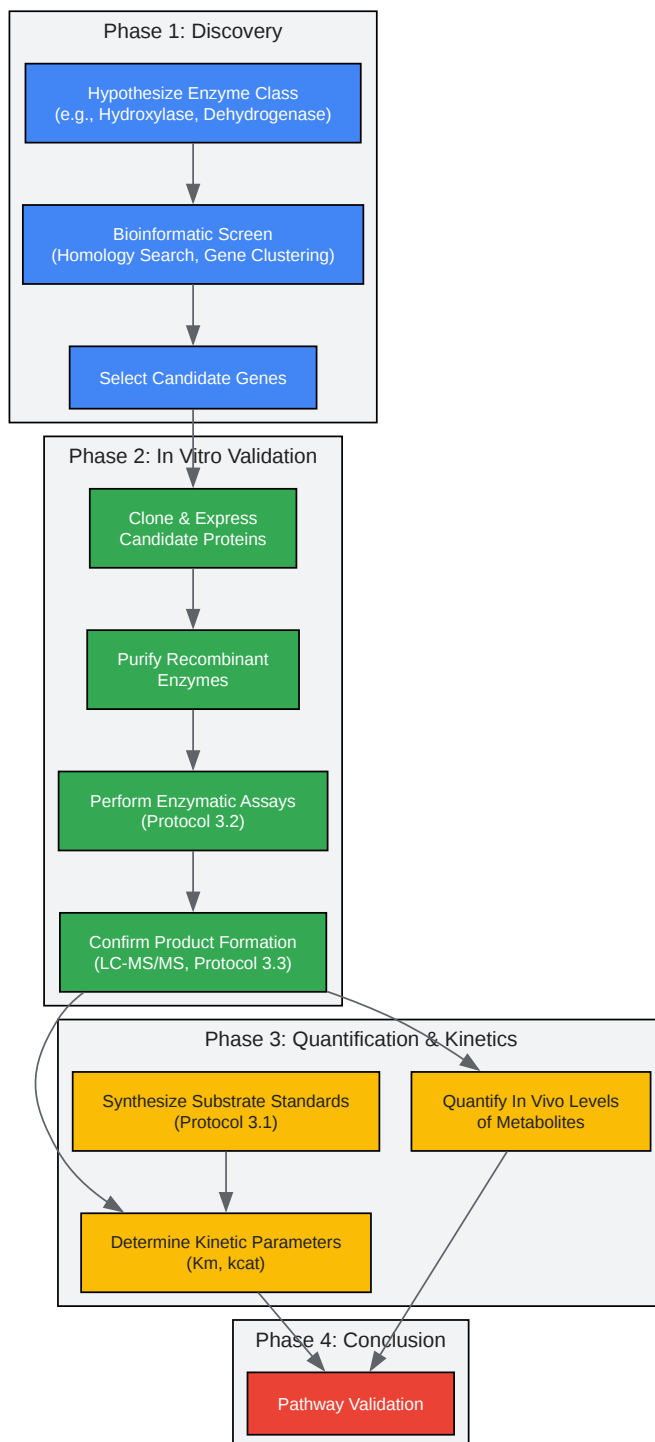 Phase 1: Discovery
Hypothesize Enzyme Class
(e.g., Hydroxylase, Dehydrogenase)
Bioinformatic Screen
(Homology Search, Gene Clustering)
Select Candidate Genes
Phase 2: In Vitro Validation
Clone & Express
Candidate Proteins
Purify Recombinant
Enzymes
Perform Enzymatic Assays
(Protocol 3.2)
Confirm Product Formation
(LC-MS/MS, Protocol 3.3)
Phase 3: Quantification & Kinetics
Synthesize Substrate Standards
(Protocol 3.1)
Quantify In Vivo Levels
of Metabolites
Determine Kinetic Parameters
(Km, kcat)
Phase 4: Conclusion
Pathway Validation